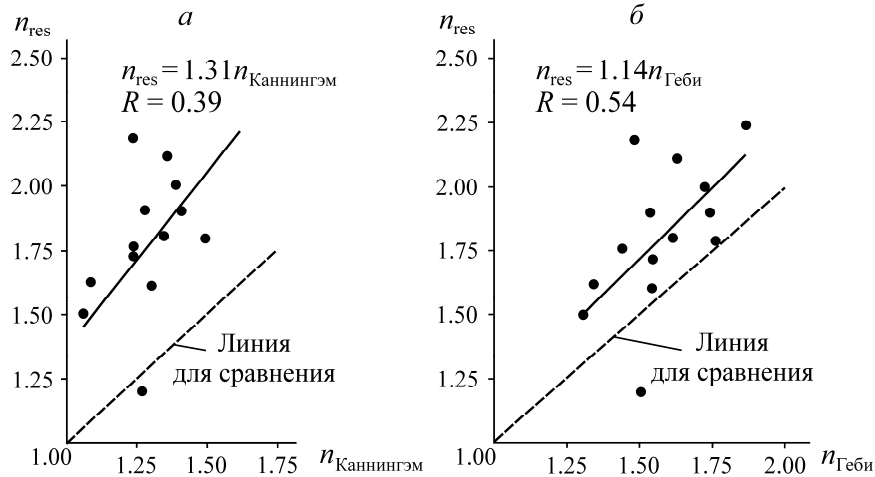 а
n_res
2.50
n_res = 1.31n_Каннингэм
R = 0.39
2.25
2.00
1.75
1.50
Линия
для сравнения
1.25
1.00
1.25
1.50
1.75
n_Каннингэм
б
n_res
2.50
n_res = 1.14n_Геби
R = 0.54
2.25
2.00
1.75
1.50
Линия
для сравнения
1.25
1.00
1.25
1.50
1.75
2.00
n_Геби